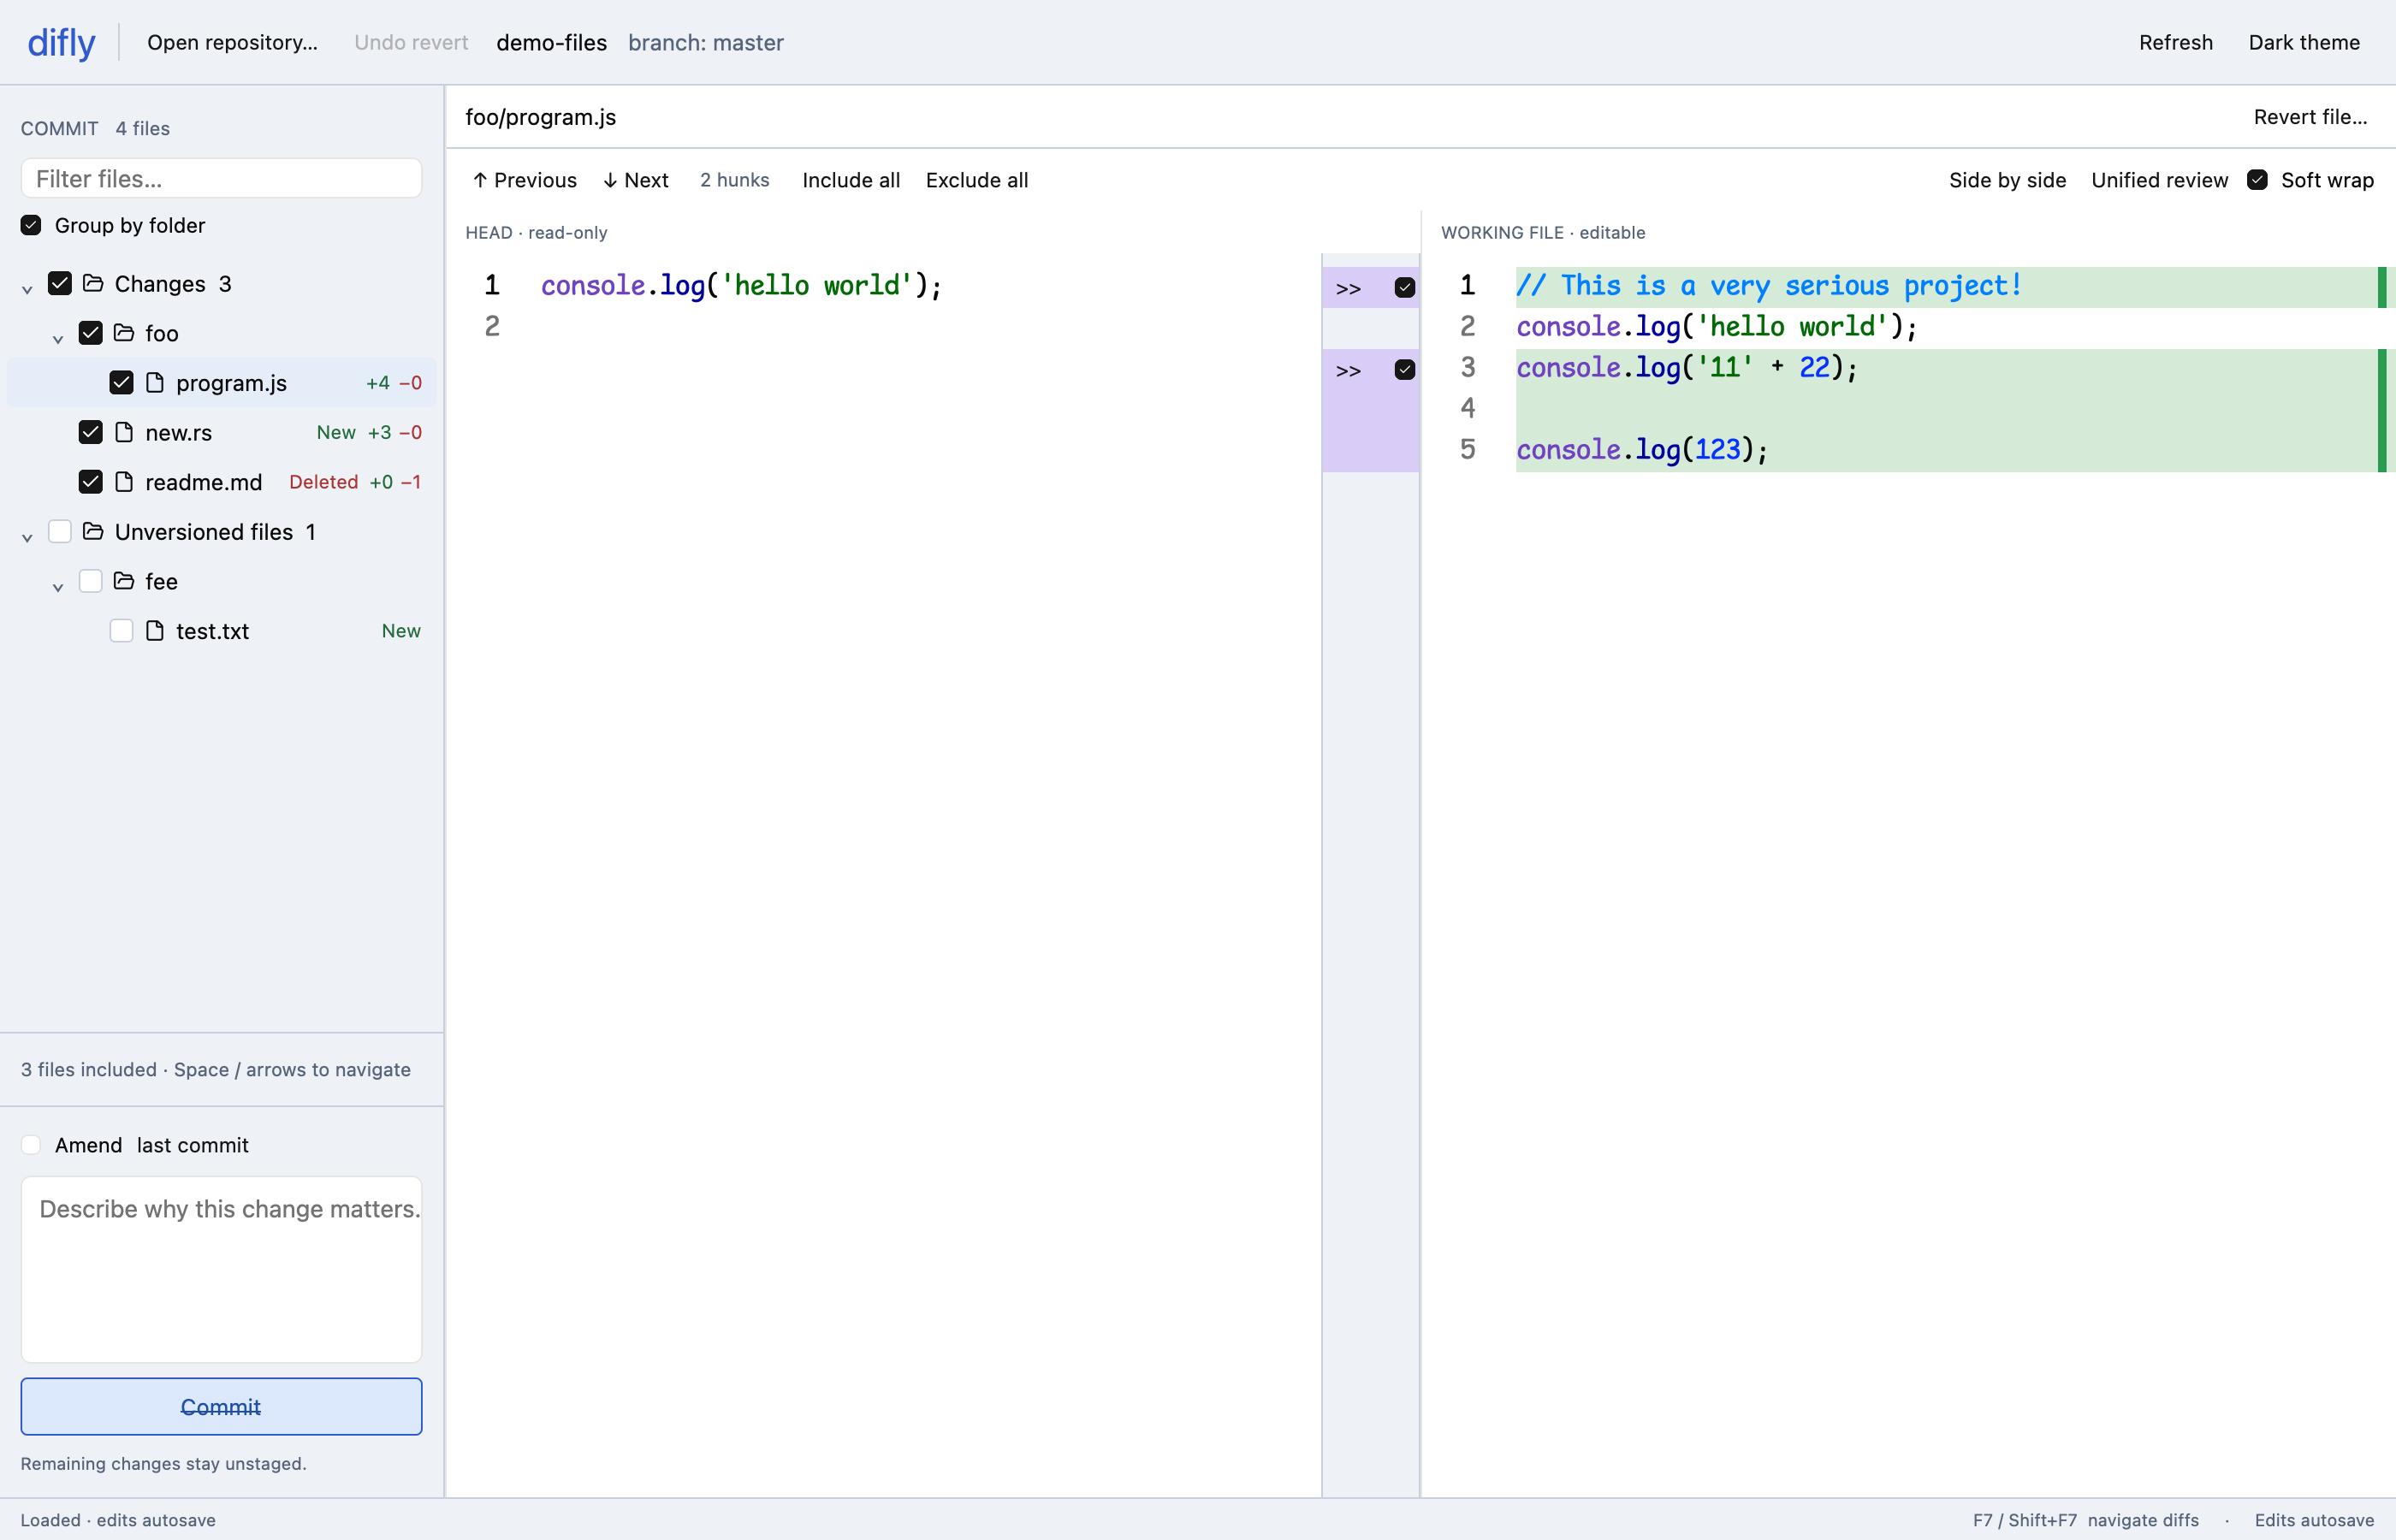 difly Open repository... Undo revert demo-files branch: master Refresh Dark theme
COMMIT 4 files
Filter files...
Group by folder
Changes 3
foo
program.js +4 −0
new.rs New +3 −0
readme.md Deleted +0 −1
Unversioned files 1
fee
test.txt New
3 files included · Space / arrows to navigate
Amend last commit
Describe why this change matters.
Commit
Remaining changes stay unstaged.
foo/program.js Revert file...
↑ Previous ↓ Next 2 hunks Include all Exclude all Side by side Unified review Soft wrap
HEAD · read-only
1 console.log('hello world');
2
>>
>>
WORKING FILE · editable
1 // This is a very serious project!
2 console.log('hello world');
3 console.log('11' + 22);
4
5 console.log(123);
Loaded · edits autosave F7 / Shift+F7 navigate diffs · Edits autosave